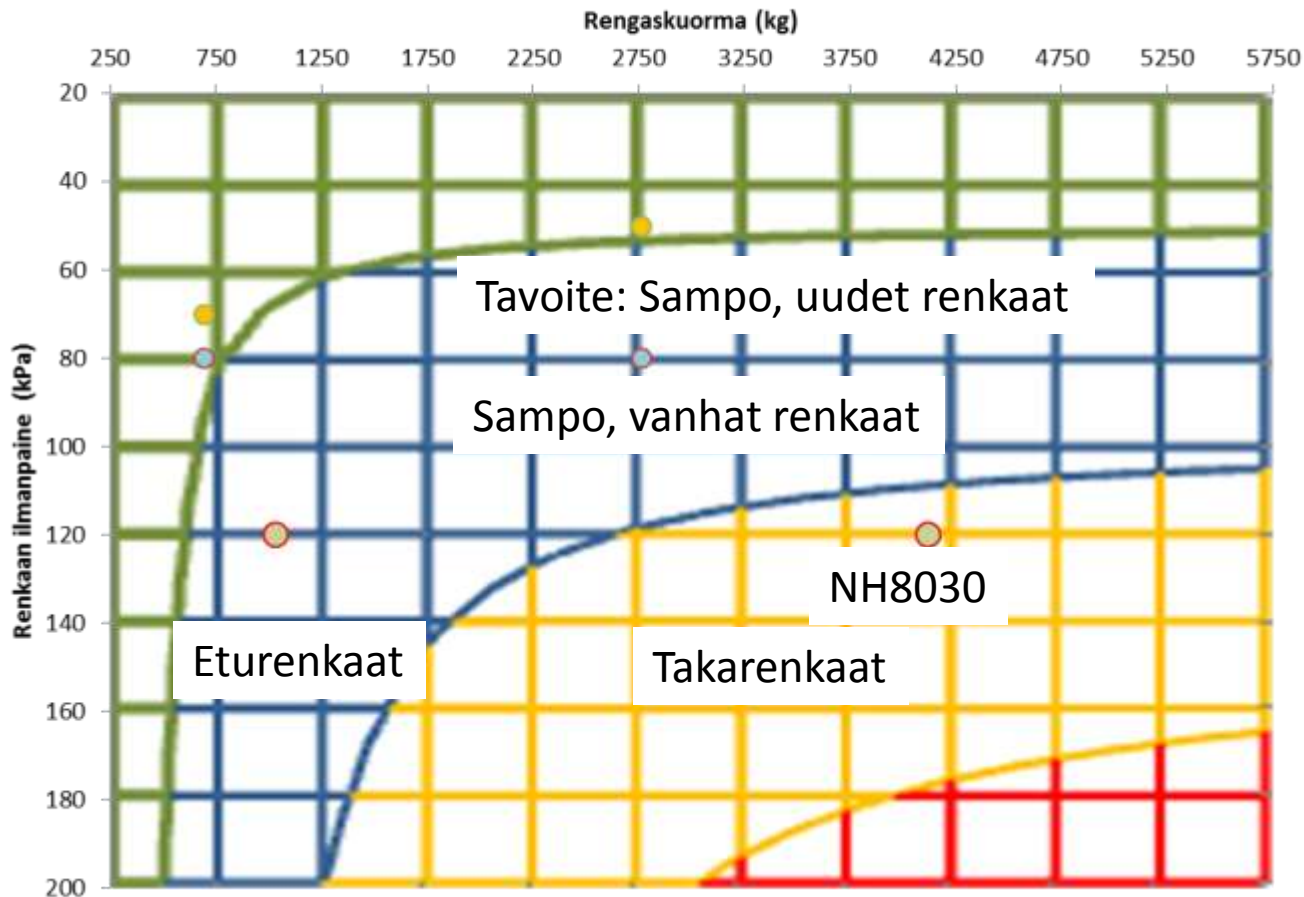 Rengaskuorma (kg)
250 750 1250 1750 2250 2750 3250 3750 4250 4750 5250 5750
20
40
60
Tavoite: Sampo, uudet renkaat
80
Sampo, vanhat renkaat
100
120
NH8030
140
Eturenkaat Takarenkaat
160
180
200
Renkaan ilmanpaine (kPa)